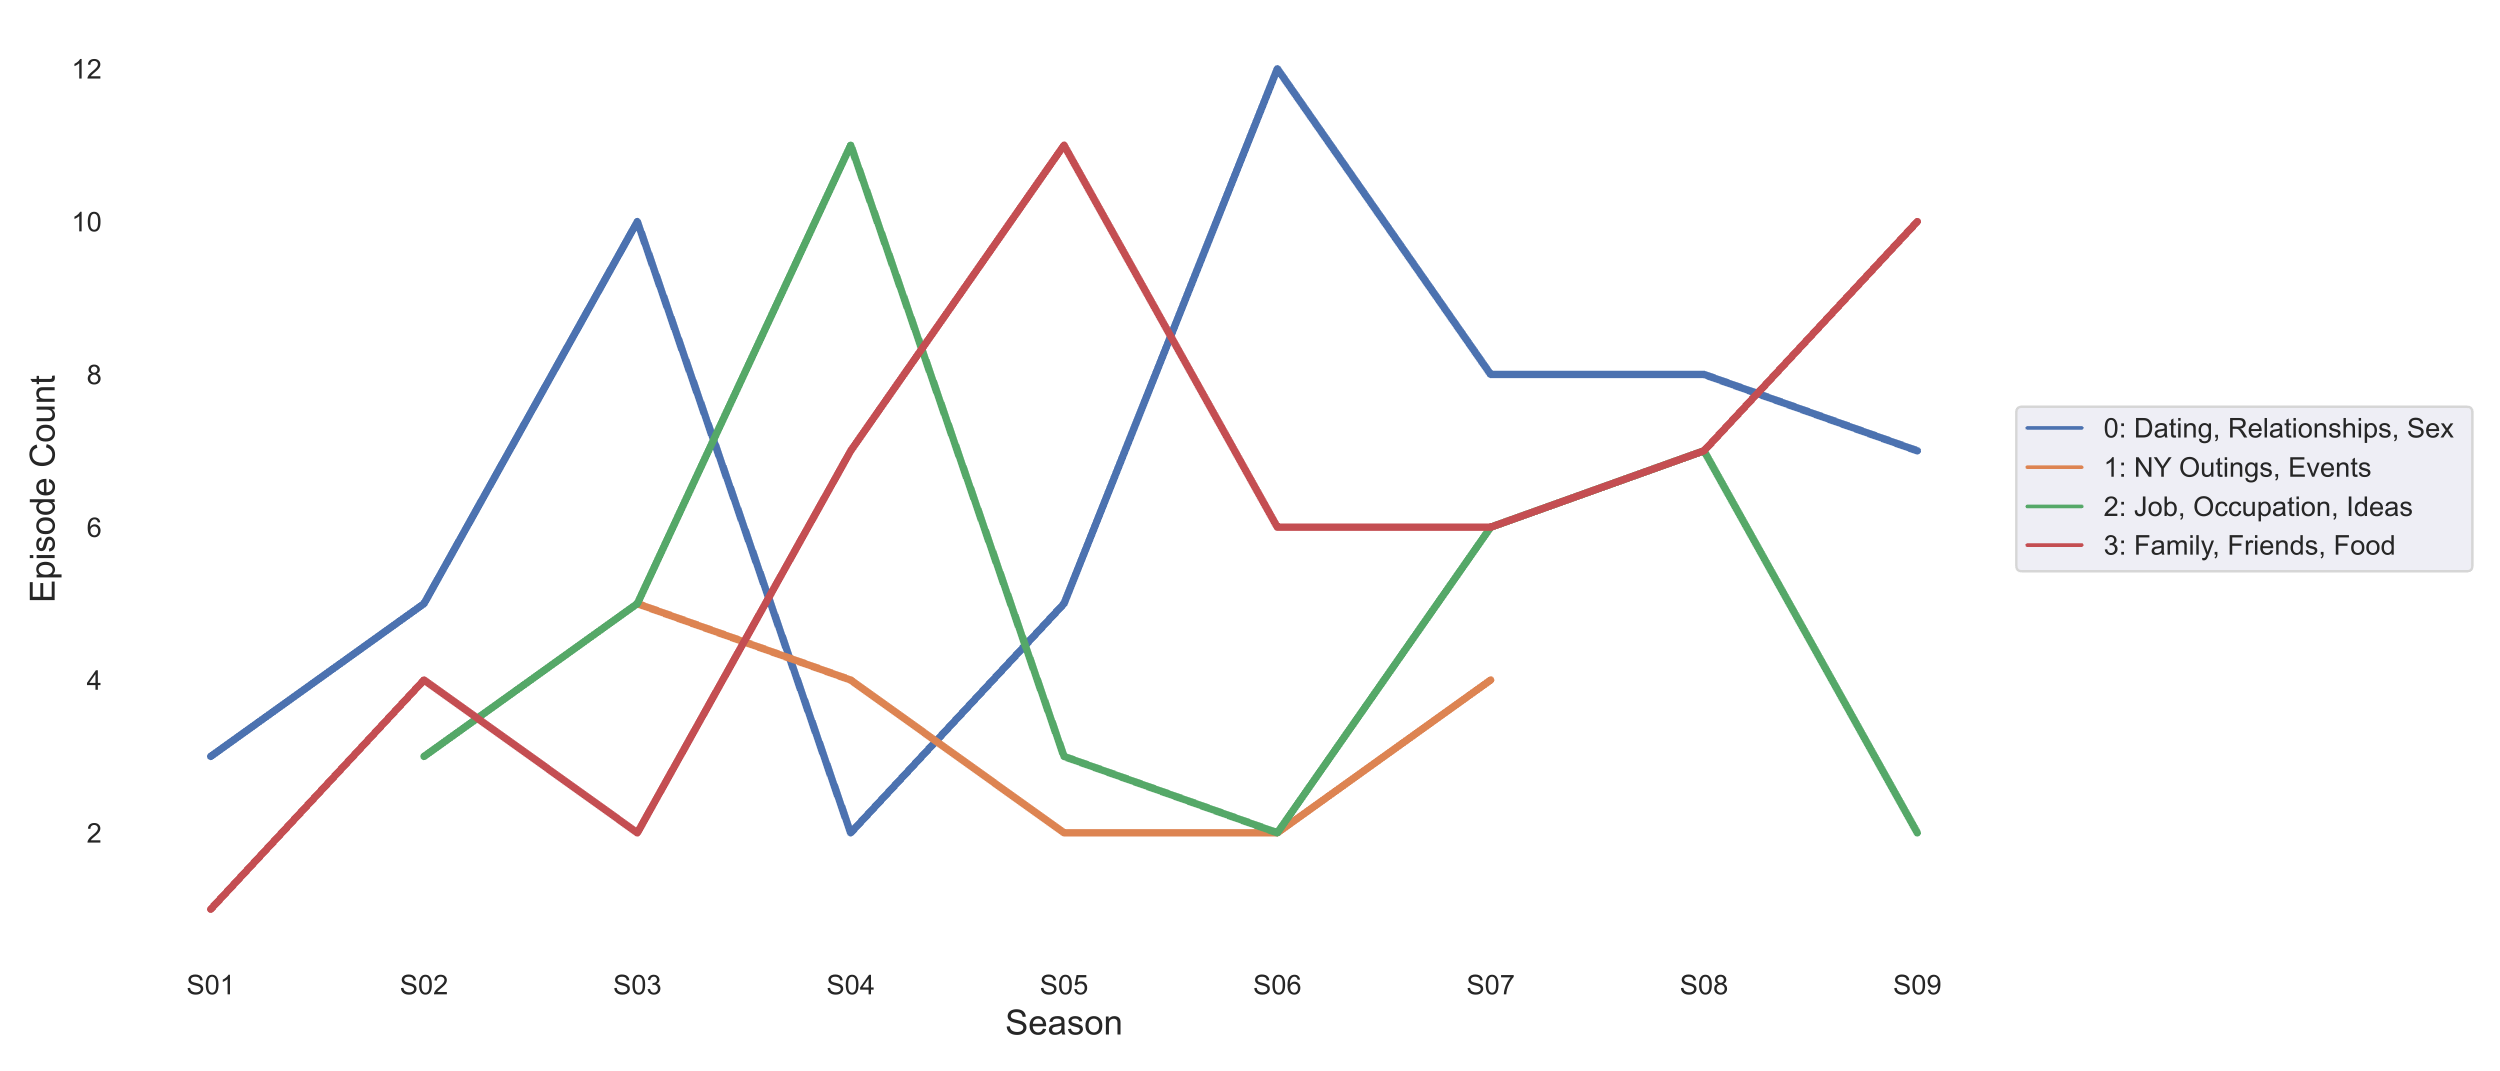 12
10
8
6
4
2
Episode Count
S01 S02 S03 S04 S05 S06 S07 S08 S09
Season
0: Dating, Relationships, Sex
1: NY Outings, Events
2: Job, Occupation, Ideas
3: Family, Friends, Food